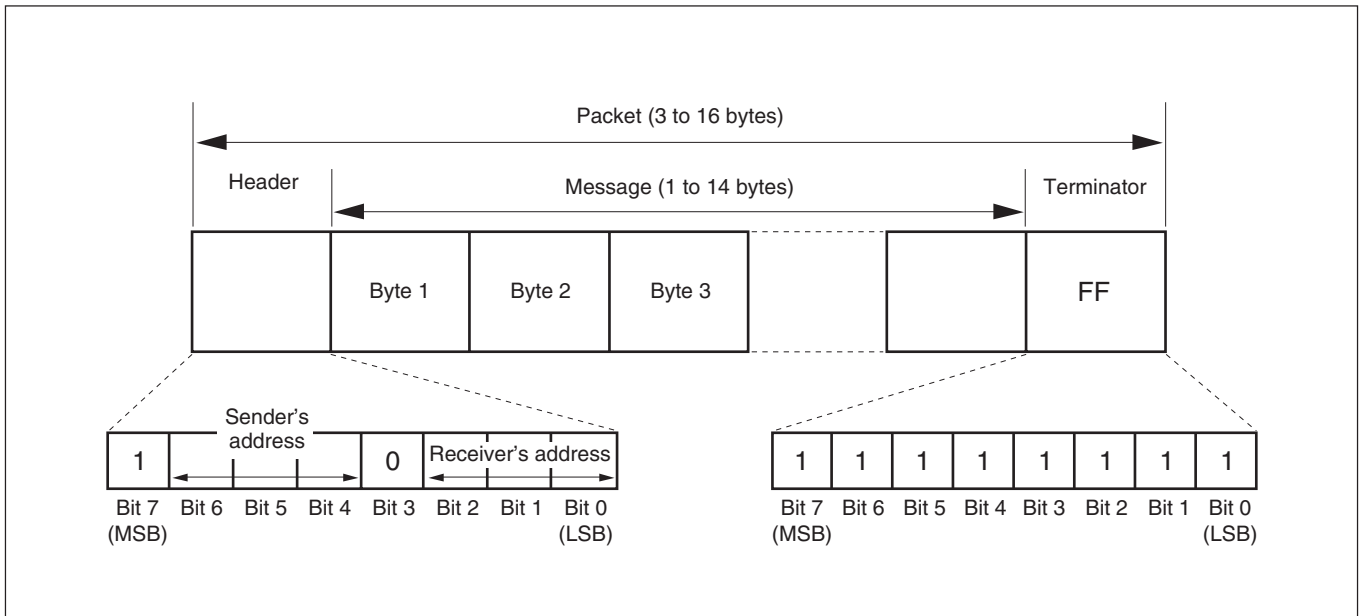 Packet (3 to 16 bytes)
Header
Message (1 to 14 bytes)
Terminator
Byte 1
Byte 2
Byte 3
FF
Sender's
address
1
0
Receiver's address
Bit 7 Bit 6 Bit 5 Bit 4 Bit 3 Bit 2 Bit 1 Bit 0
(MSB) (LSB)
1 1 1 1 1 1 1 1
Bit 7 Bit 6 Bit 5 Bit 4 Bit 3 Bit 2 Bit 1 Bit 0
(MSB) (LSB)